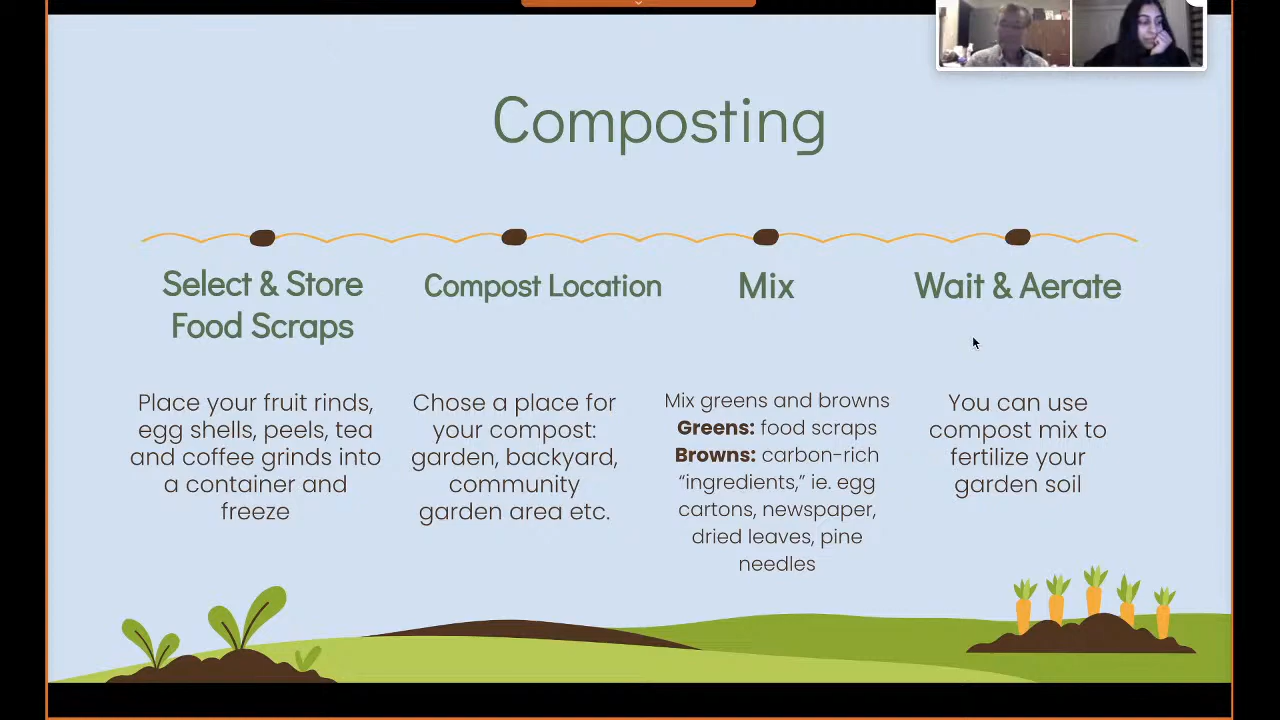 Composting
Select & Store
Food Scraps
Place your fruit rinds,
egg shells, peels, tea
and coffee grinds into
a container and
freeze
Compost Location
Chose a place for
your compost:
garden, backyard,
community
garden area etc.
Mix
Mix greens and browns
Greens: food scraps
Browns: carbon-rich
“ingredients,” ie. egg
cartons, newspaper,
dried leaves, pine
needles
Wait & Aerate
You can use
compost mix to
fertilize your
garden soil